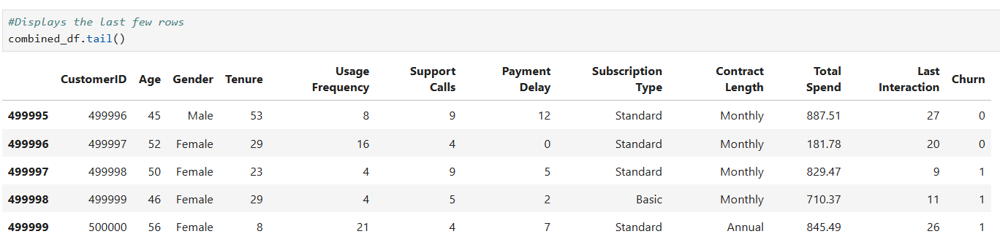 #Displays the last few rows
combined_df.tail()
CustomerID Age Gender Tenure Usage Frequency Support Calls Payment Delay Subscription Type Contract Length Total Spend Last Interaction Churn
499995 499996 45 Male 53 8 9 12 Standard Monthly 887.51 27 0
499996 499997 52 Female 29 16 4 0 Standard Monthly 181.78 20 0
499997 499998 50 Female 23 4 9 5 Standard Monthly 829.47 9 1
499998 499999 46 Female 29 4 5 2 Basic Monthly 710.37 11 1
499999 500000 56 Female 8 21 4 7 Standard Annual 845.49 26 1